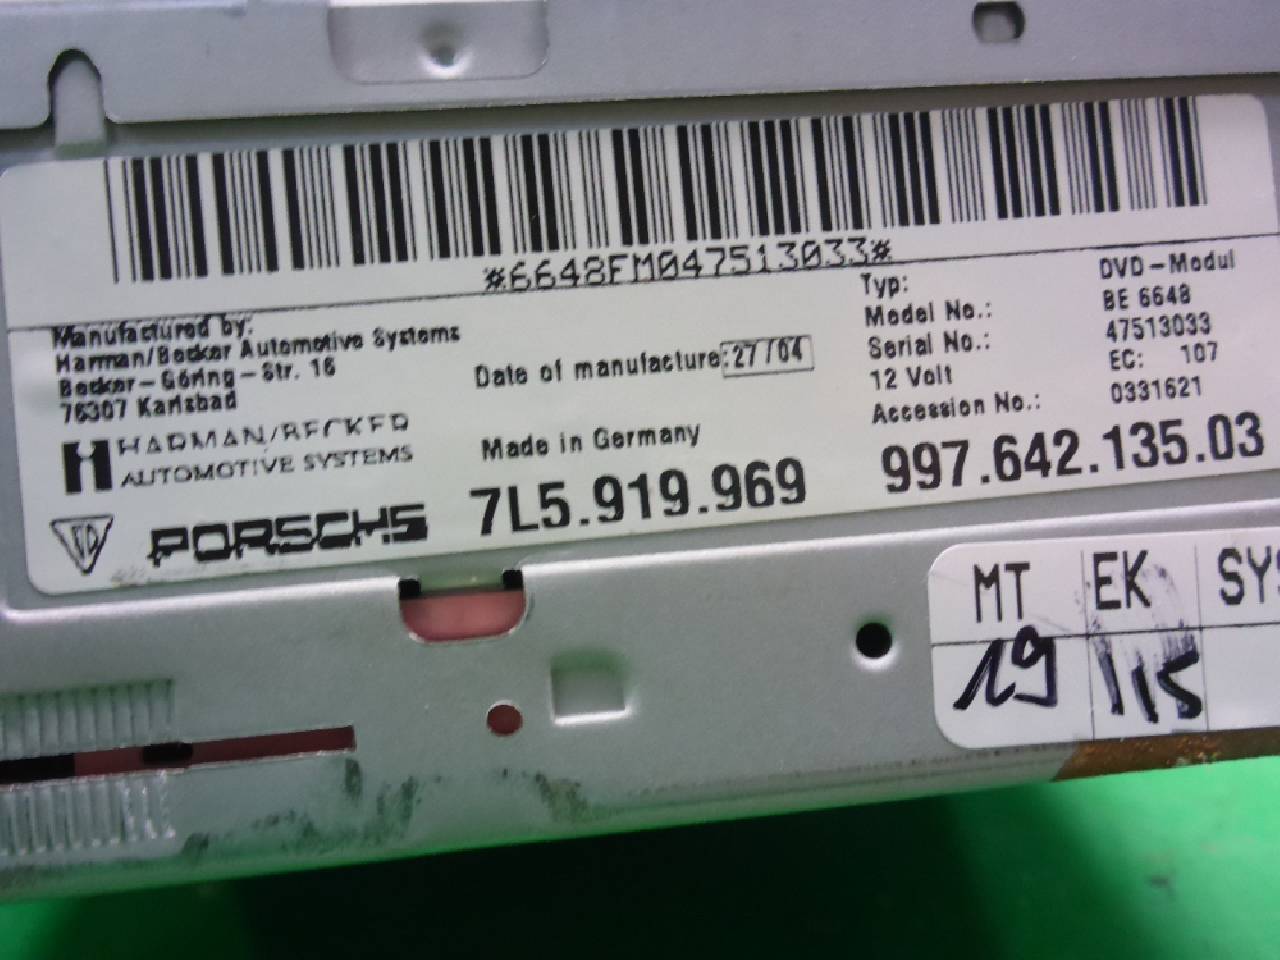 *6648FM047513033*
Manufactured by:
Harman/Becker Automotive Systems
Becker-Göring-Str. 16
76307 Karlsbad
HARMAN/BECKER
AUTOMOTIVE SYSTEMS
PORSCHE
Date of manufacture: 27/04
Made in Germany
7L5.919.969
Typ: DVD-Modul
Model No.: BE 6648
Serial No.: 47513033
12 Volt EC: 107
Accession No.: 0331621
997.642.135.03
MT EK SYS
19 115